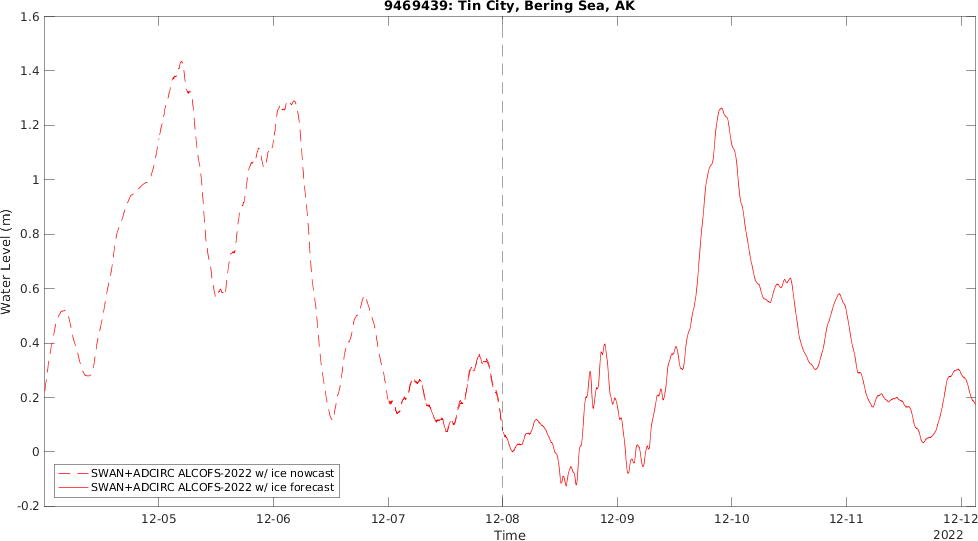 9469439: Tin City, Bering Sea, AK
1.6
1.4
1.2
1
0.8
0.6
0.4
0.2
0
-0.2
Water Level (m)
SWAN+ADCIRC ALCOFS-2022 w/ ice nowcast
SWAN+ADCIRC ALCOFS-2022 w/ ice forecast
12-05 12-06 12-07 12-08 12-09 12-10 12-11 12-12
Time 2022